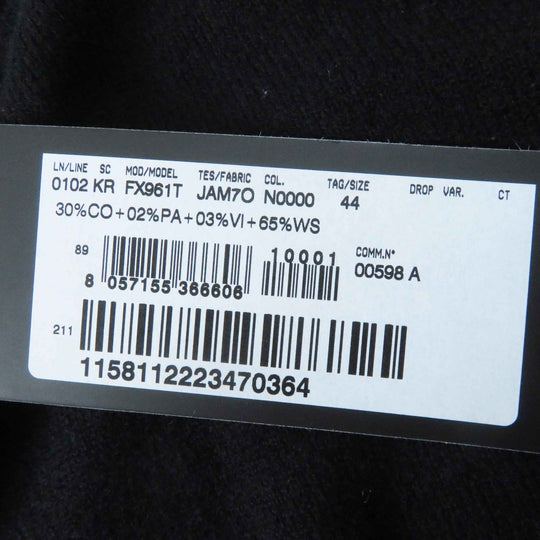 LN/LINE SC MOD/MODEL TES/FABRIC COL. TAG/SIZE DROP VAR. CT
0102 KR FX961T JAM7O N0000 44
30%CO+02%PA+03%VI+65%WS
89 10001 COMM.N°
8 057155 366606 00598 A
211
1158112223470364